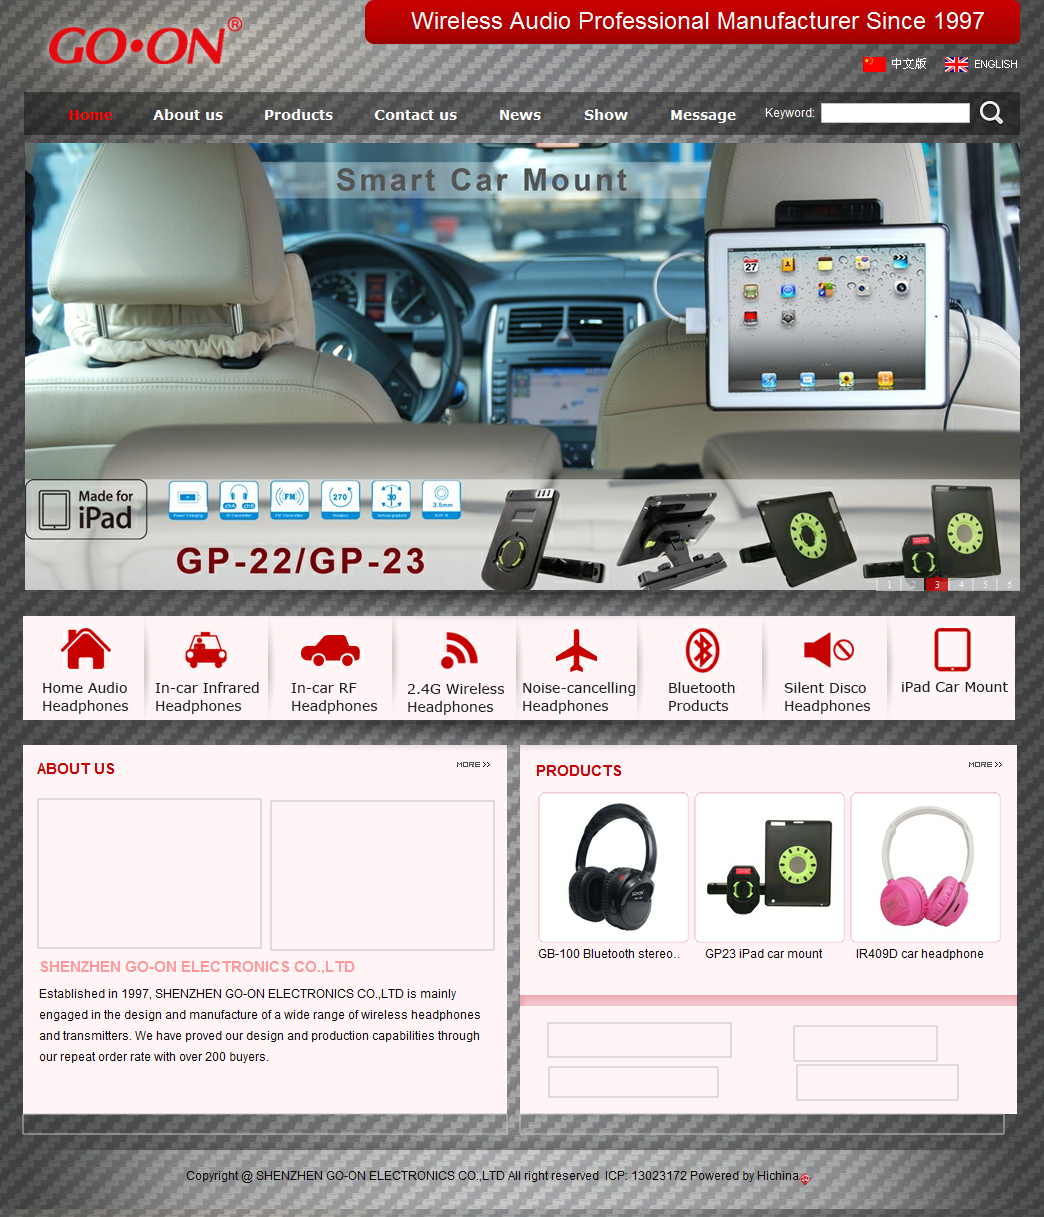 GO•ON®
Wireless Audio Professional Manufacturer Since 1997
中文版 ENGLISH
Home About us Products Contact us News Show Message Keyword:
Smart Car Mount
27
Made for
iPad
chA chB
FM
270
30
3.5mm
GP-22/GP-23
1 2 3 4 5 6
Home Audio
Headphones
In-car Infrared
Headphones
In-car RF
Headphones
2.4G Wireless
Headphones
Noise-cancelling
Headphones
Bluetooth
Products
Silent Disco
Headphones
iPad Car Mount
ABOUT US
MORE >>
SHENZHEN GO-ON ELECTRONICS CO.,LTD
Established in 1997, SHENZHEN GO-ON ELECTRONICS CO.,LTD is mainly
engaged in the design and manufacture of a wide range of wireless headphones
and transmitters. We have proved our design and production capabilities through
our repeat order rate with over 200 buyers.
PRODUCTS
MORE >>
GB-100 Bluetooth stereo..
GP23 iPad car mount
IR409D car headphone
Copyright @ SHENZHEN GO-ON ELECTRONICS CO.,LTD All right reserved ICP: 13023172 Powered by Hichina